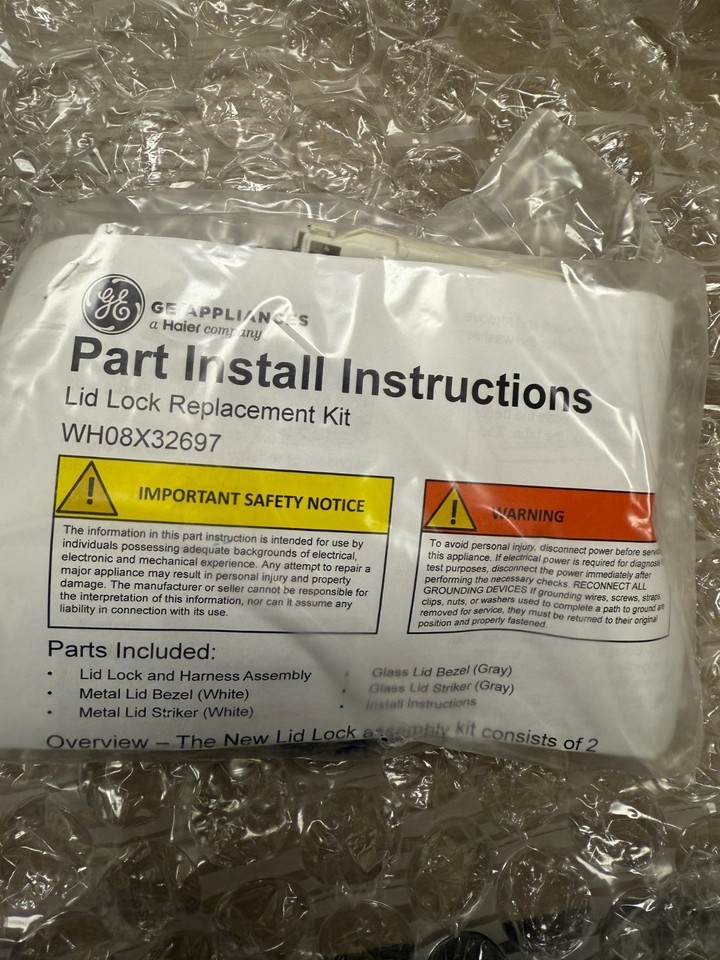 GE
GE APPLIANCES
a Haier company
Part Install Instructions
Lid Lock Replacement Kit
WH08X32697
IMPORTANT SAFETY NOTICE
The information in this part instruction is intended for use by
individuals possessing adequate backgrounds of electrical,
electronic and mechanical experience. Any attempt to repair a
major appliance may result in personal injury and property
damage. The manufacturer or seller cannot be responsible for
the interpretation of this information, nor can it assume any
liability in connection with its use.
WARNING
To avoid personal injury, disconnect power before
this appliance. If electrical power is required for
test purposes, disconnect the power immediately after
performing the necessary checks. RECONNECT ALL
GROUNDING DEVICES If grounding wires, screws, straps,
clips, nuts, or washers used to complete a path to ground are
removed for service, they must be returned to their original
position and properly fastened.
Parts Included:
• Lid Lock and Harness Assembly
• Metal Lid Bezel (White)
• Metal Lid Striker (White)
• Glass Lid Bezel (Gray)
• Glass Lid Striker (Gray)
• Install Instructions
Overview – The New Lid Lock assembly kit consists of 2